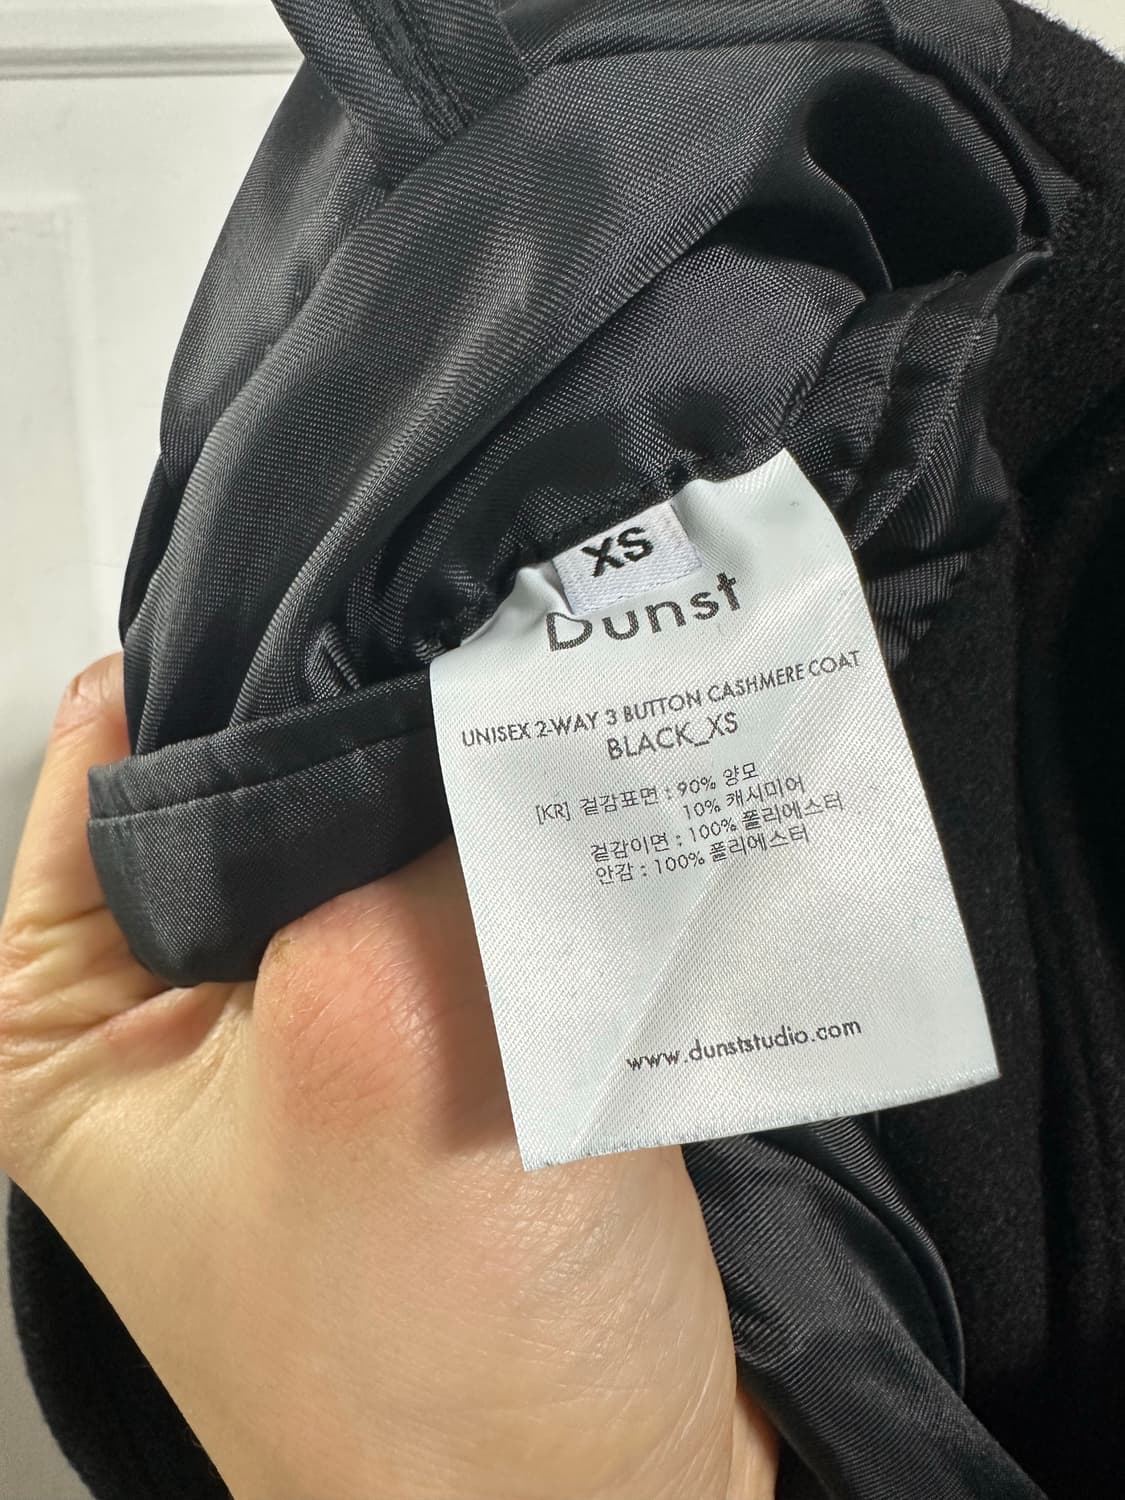 XS
Dunst
UNISEX 2-WAY 3 BUTTON CASHMERE COAT
BLACK_XS
[KR] 겉감표면 : 90% 양모
10% 캐시미어
겉감이면 : 100% 폴리에스터
안감 : 100% 폴리에스터
www.dunststudio.com